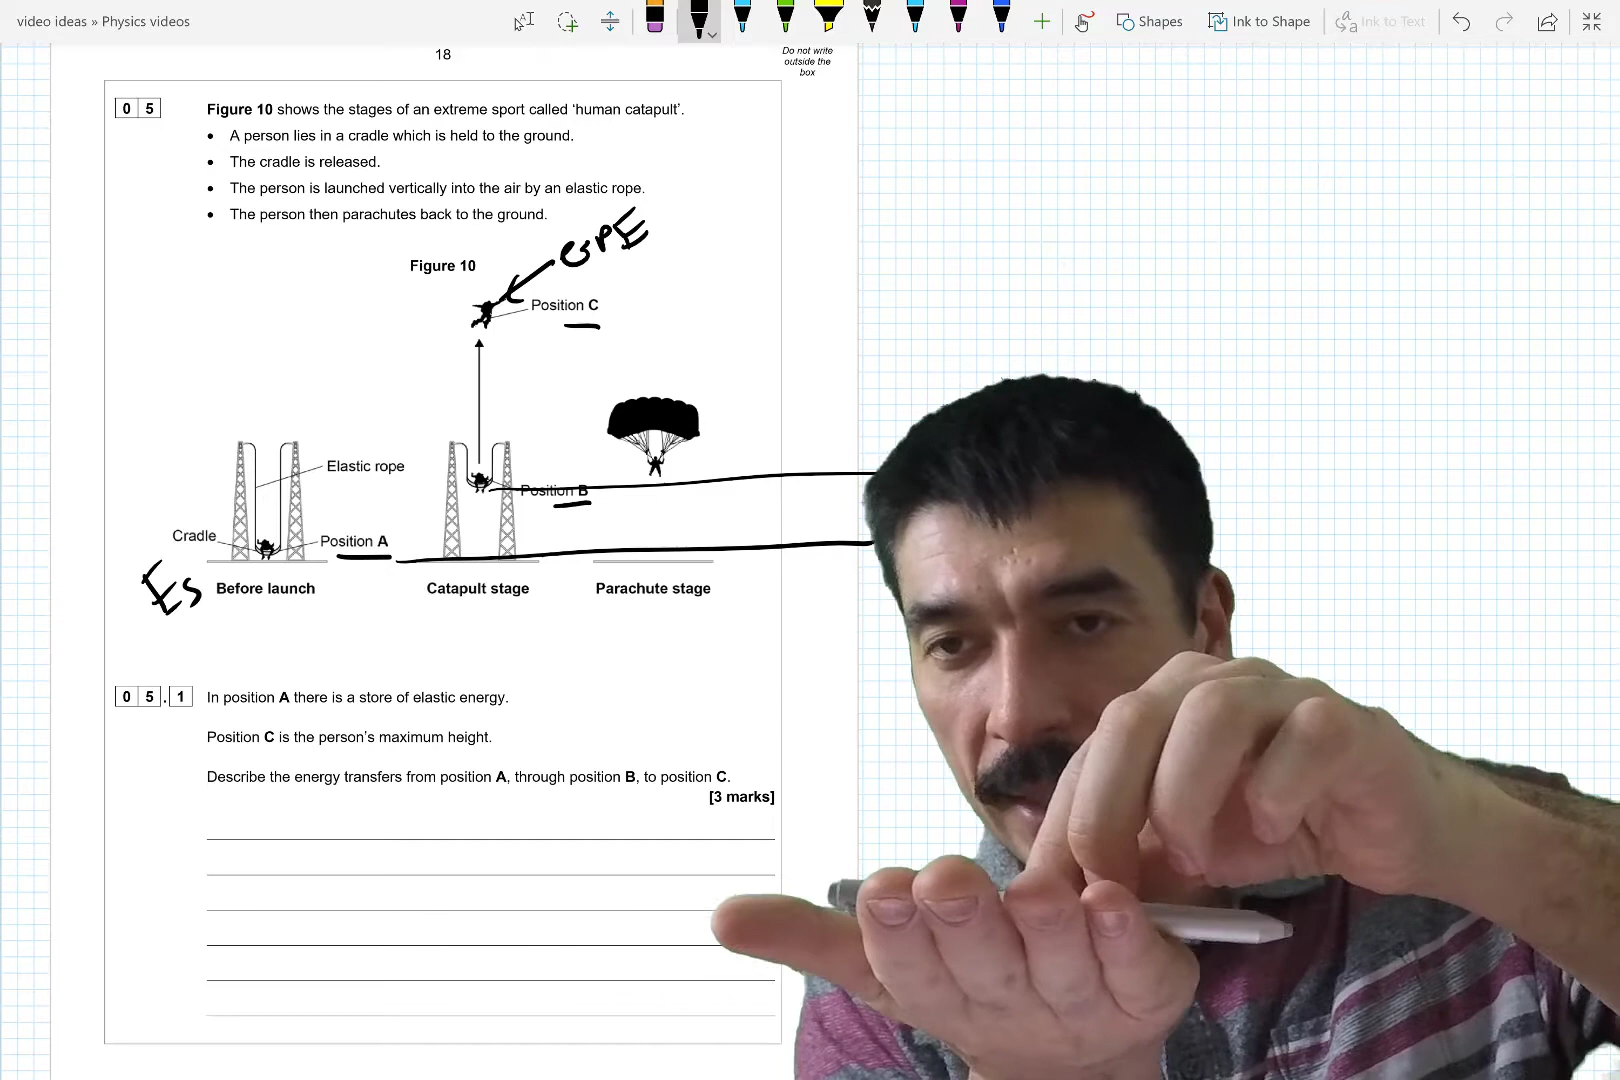 video ideas » Physics videos
Shapes
Ink to Shape
Ink to Text
18
Do not write
outside the
box
0 5
Figure 10 shows the stages of an extreme sport called ‘human catapult’.
• A person lies in a cradle which is held to the ground.
• The cradle is released.
• The person is launched vertically into the air by an elastic rope.
• The person then parachutes back to the ground.
GPE
Figure 10
Position C
Elastic rope
Position B
Cradle
Position A
Es
Before launch
Catapult stage
Parachute stage
0 5 . 1
In position A there is a store of elastic energy.
Position C is the person’s maximum height.
Describe the energy transfers from position A, through position B, to position C.
[3 marks]